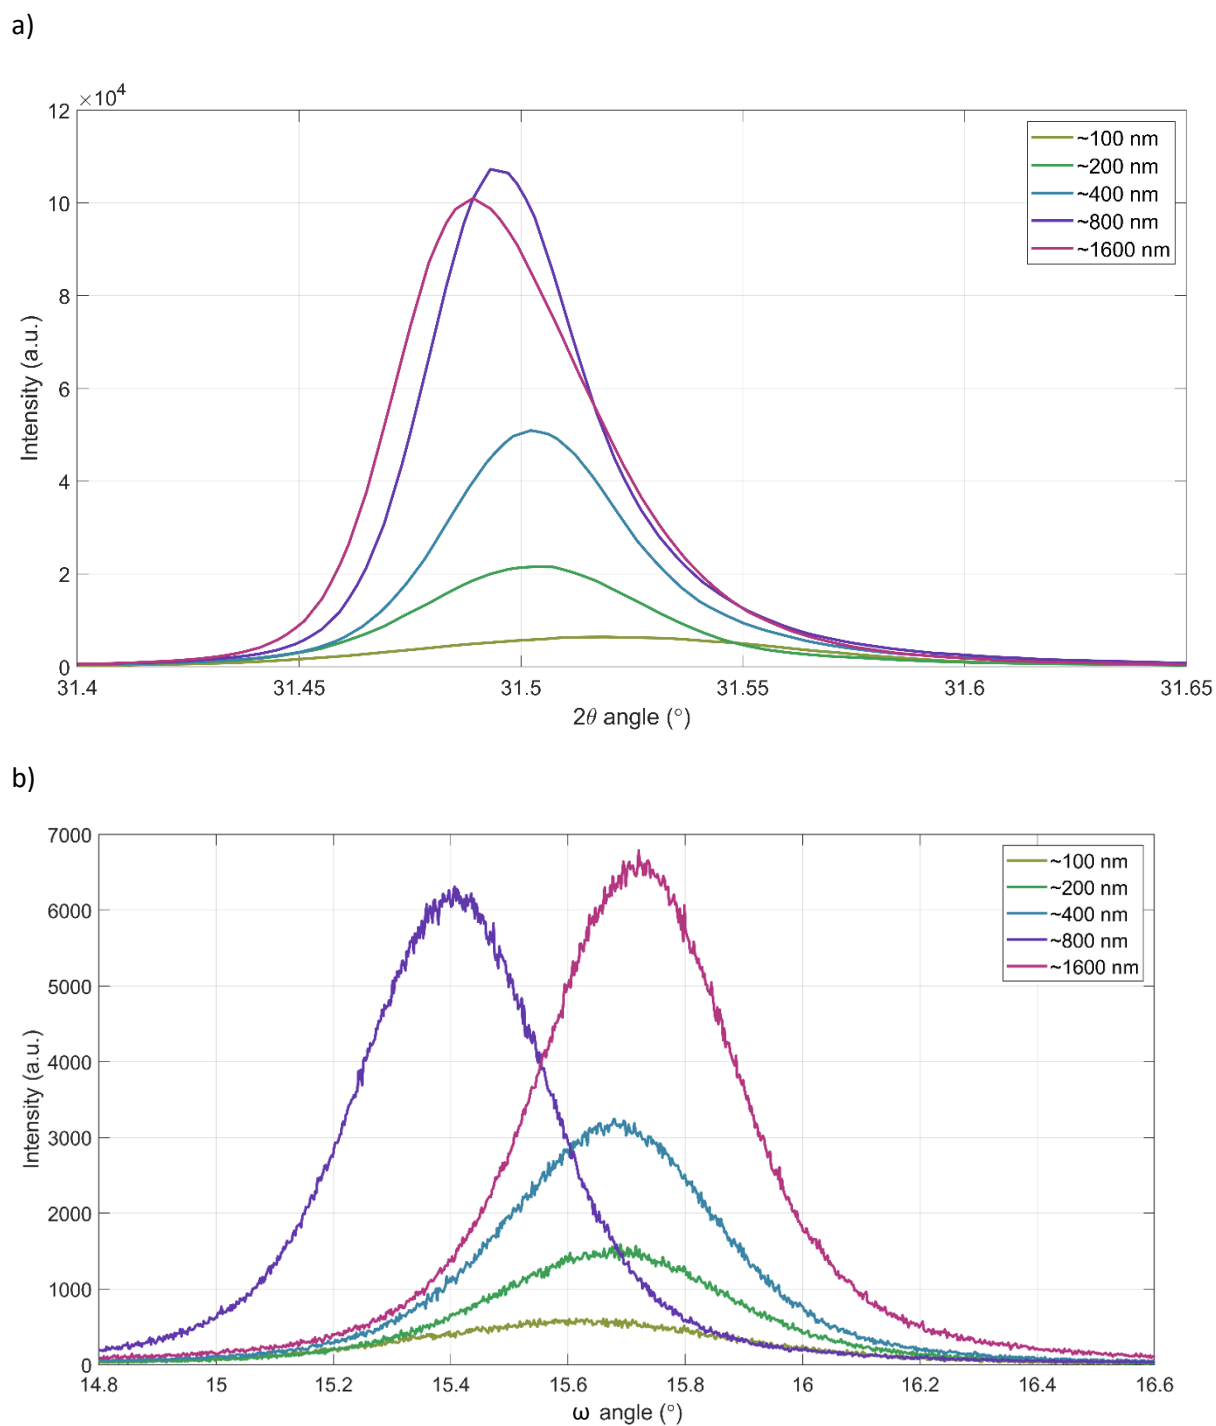 a)
×10⁴
12
10
8
6
4
2
0
Intensity (a.u.)
31.4 31.45 31.5 31.55 31.6 31.65
2θ angle (°)
~100 nm
~200 nm
~400 nm
~800 nm
~1600 nm
b)
7000
6000
5000
4000
3000
2000
1000
0
Intensity (a.u.)
14.8 15 15.2 15.4 15.6 15.8 16 16.2 16.4 16.6
ω angle (°)
~100 nm
~200 nm
~400 nm
~800 nm
~1600 nm